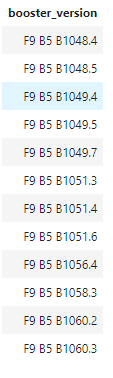 booster_version
F9 B5 B1048.4
F9 B5 B1048.5
F9 B5 B1049.4
F9 B5 B1049.5
F9 B5 B1049.7
F9 B5 B1051.3
F9 B5 B1051.4
F9 B5 B1051.6
F9 B5 B1056.4
F9 B5 B1058.3
F9 B5 B1060.2
F9 B5 B1060.3